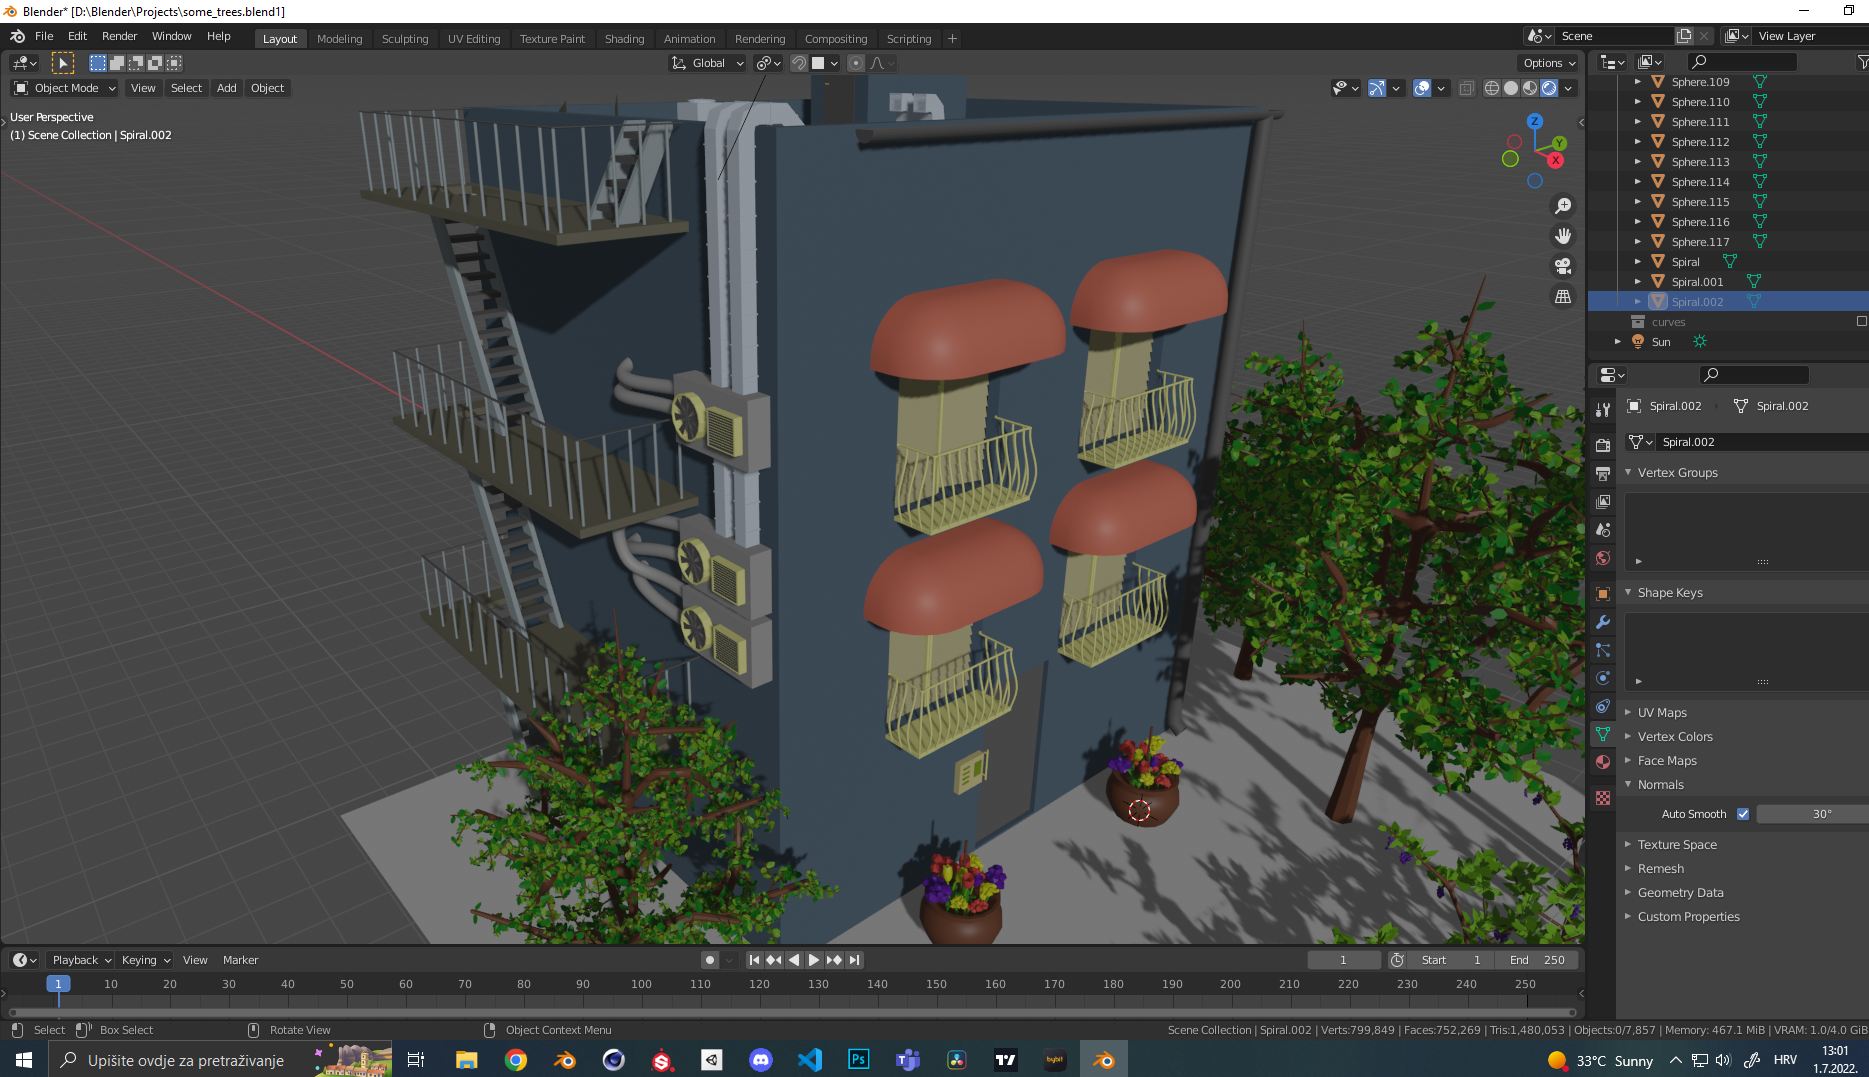 Blender* [D:\Blender\Projects\some_trees.blend1]
File Edit Render Window Help
Layout Modeling Sculpting UV Editing Texture Paint Shading Animation Rendering Compositing Scripting +
Scene
View Layer
Global
Options
Object Mode View Select Add Object
User Perspective
(1) Scene Collection | Spiral.002
Z
Y
X
Sphere.109
Sphere.110
Sphere.111
Sphere.112
Sphere.113
Sphere.114
Sphere.115
Sphere.116
Sphere.117
Spiral
Spiral.001
Spiral.002
curves
Sun
Spiral.002 Spiral.002
Spiral.002
Vertex Groups
Shape Keys
UV Maps
Vertex Colors
Face Maps
Normals
Auto Smooth 30°
Texture Space
Remesh
Geometry Data
Custom Properties
Playback Keying View Marker
1 Start 1 End 250
1 10 20 30 40 50 60 70 80 90 100 110 120 130 140 150 160 170 180 190 200 210 220 230 240 250
Select Box Select Rotate View Object Context Menu
Scene Collection | Spiral.002 | Verts:799,849 | Faces:752,269 | Tris:1,480,053 | Objects:0/7,857 | Memory: 467.1 MiB | VRAM: 1.0/4.0 GiB
Upišite ovdje za pretraživanje
Ps
bybit
33°C Sunny
HRV
13:01
1.7.2022.